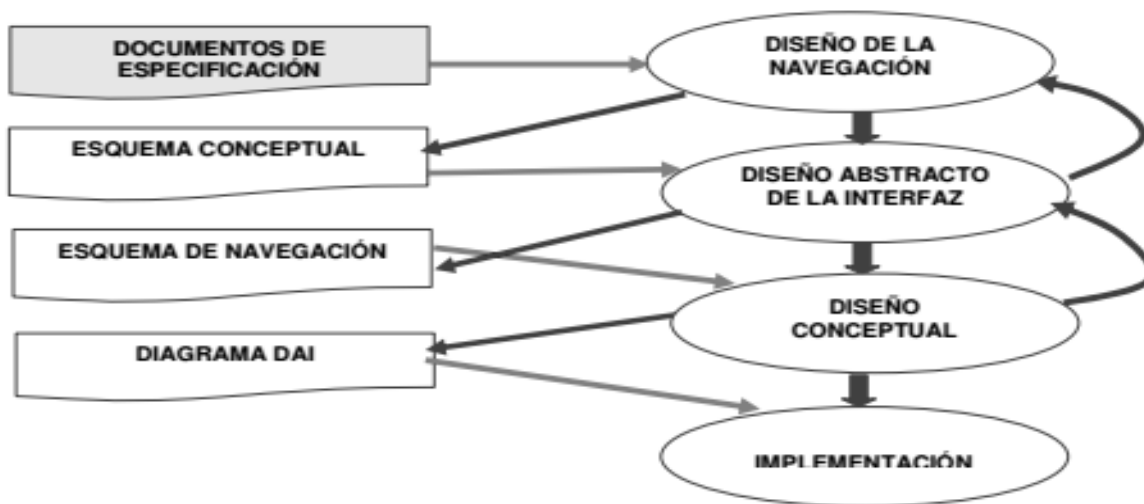 DOCUMENTOS DE
ESPECIFICACIÓN
DISEÑO DE LA
NAVEGACIÓN
ESQUEMA CONCEPTUAL
DISEÑO ABSTRACTO
DE LA INTERFAZ
ESQUEMA DE NAVEGACIÓN
DISEÑO
CONCEPTUAL
DIAGRAMA DAI
IMPLEMENTACIÓN